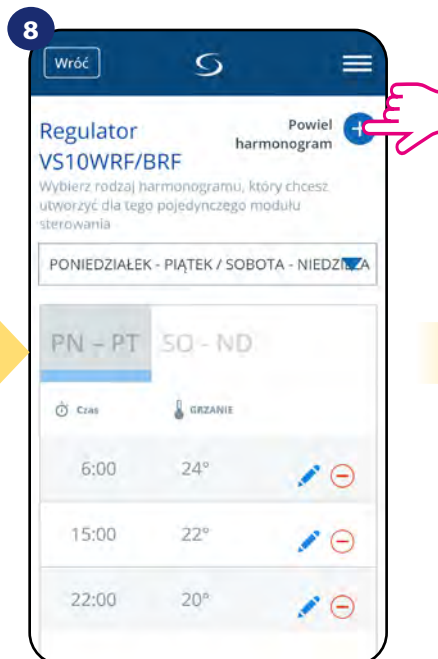 8
Wróć
Regulator
VS10WRF/BRF
Powiel
harmonogram
Wybierz rodzaj harmonogramu, który chcesz
utworzyć dla tego pojedynczego modułu
sterowania
PONIEDZIAŁEK - PIĄTEK / SOBOTA - NIEDZIELA
PN – PT SO - ND
Czas GRZANIE
6:00 24°
15:00 22°
22:00 20°